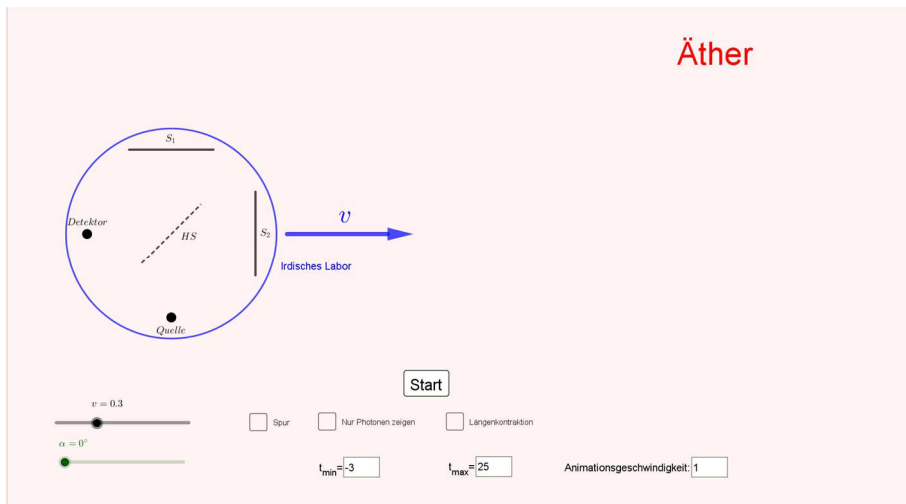 Äther
S₁
Detektor
HS
S₂
v
Irdisches Labor
Quelle
Start
v = 0.3
Spur
Nur Photonen zeigen
Längenkontraktion
α = 0°
tmin= -3
tmax= 25
Animationsgeschwindigkeit: 1